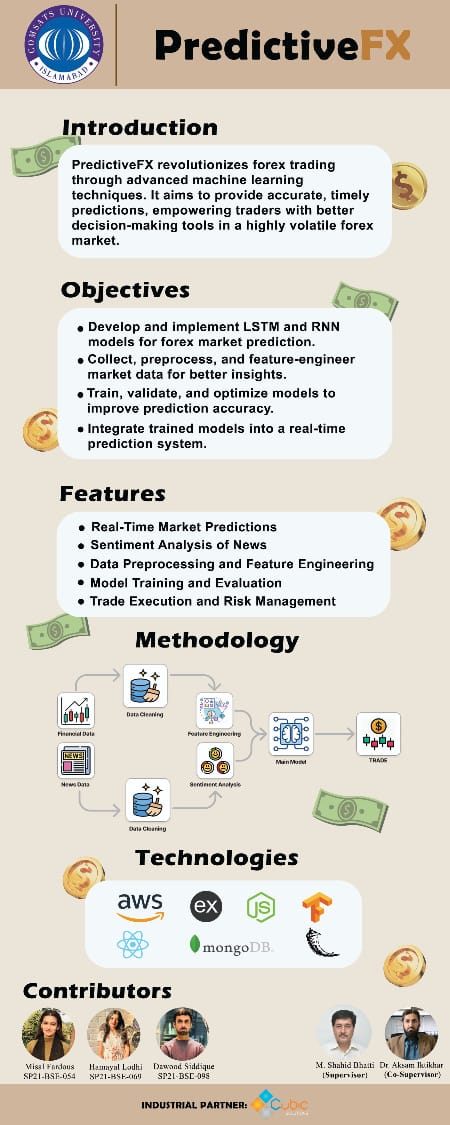 COMSATS UNIVERSITY
ISLAMABAD
PredictiveFX
Introduction
PredictiveFX revolutionizes forex trading
through advanced machine learning
techniques. It aims to provide accurate, timely
predictions, empowering traders with better
decision-making tools in a highly volatile forex
market.
Objectives
• Develop and implement LSTM and RNN
models for forex market prediction.
• Collect, preprocess, and feature-engineer
market data for better insights.
• Train, validate, and optimize models to
improve prediction accuracy.
• Integrate trained models into a real-time
prediction system.
Features
• Real-Time Market Predictions
• Sentiment Analysis of News
• Data Preprocessing and Feature Engineering
• Model Training and Evaluation
• Trade Execution and Risk Management
Methodology
Data Cleaning
Financial Data
Feature Engineering
NEWS
Main Model
TRADE
News Data
Sentiment Analysis
Data Cleaning
Technologies
aws
ex
JS
mongoDB.
Contributors
Misal Fardous
SP21-BSE-054
Hamayal Lodhi
SP21-BSE-069
Dawood Siddique
SP21-BSE-098
M. Shahid Bhatti
(Supervisor)
Dr. Aksam Iftikhar
(Co-Supervisor)
INDUSTRIAL PARTNER: Cubic